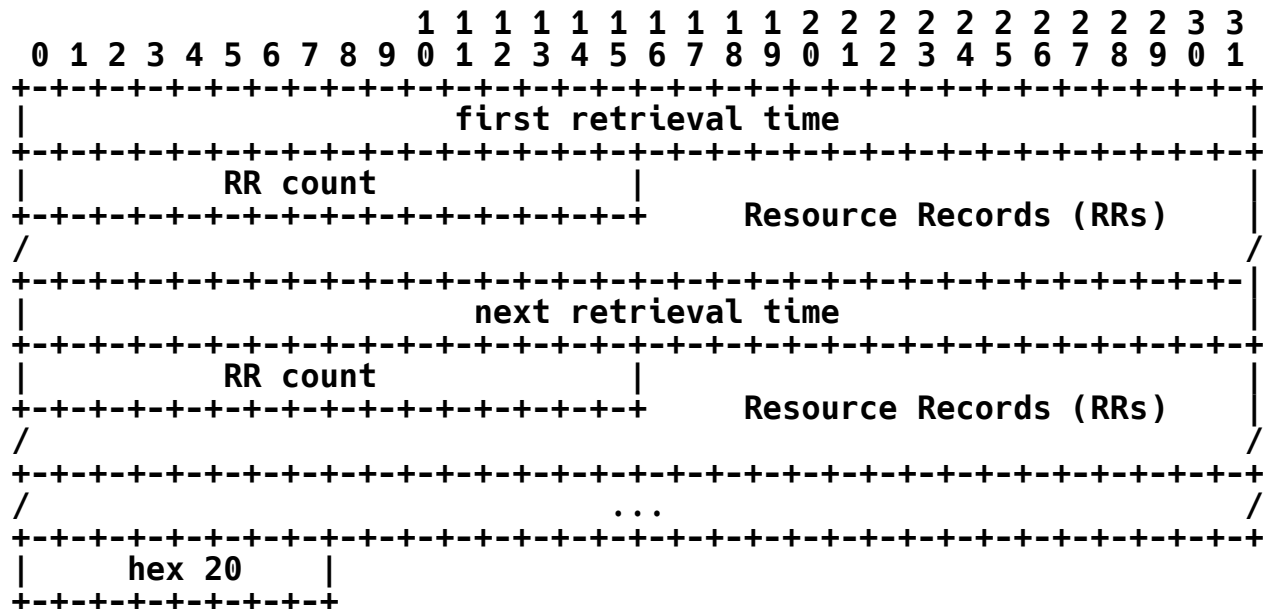 1 1 1 1 1 1 1 1 1 1 2 2 2 2 2 2 2 2 2 2 3 3
 0 1 2 3 4 5 6 7 8 9 0 1 2 3 4 5 6 7 8 9 0 1 2 3 4 5 6 7 8 9 0 1
+-+-+-+-+-+-+-+-+-+-+-+-+-+-+-+-+-+-+-+-+-+-+-+-+-+-+-+-+-+-+-+-+
|                      first retrieval time                     |
+-+-+-+-+-+-+-+-+-+-+-+-+-+-+-+-+-+-+-+-+-+-+-+-+-+-+-+-+-+-+-+-+
|          RR count             |                               |
+-+-+-+-+-+-+-+-+-+-+-+-+-+-+-+-+     Resource Records (RRs)    |
/                                                               /
+-+-+-+-+-+-+-+-+-+-+-+-+-+-+-+-+-+-+-+-+-+-+-+-+-+-+-+-+-+-+-+-|
|                       next retrieval time                     |
+-+-+-+-+-+-+-+-+-+-+-+-+-+-+-+-+-+-+-+-+-+-+-+-+-+-+-+-+-+-+-+-+
|          RR count             |                               |
+-+-+-+-+-+-+-+-+-+-+-+-+-+-+-+-+     Resource Records (RRs)    |
/                                                               /
+-+-+-+-+-+-+-+-+-+-+-+-+-+-+-+-+-+-+-+-+-+-+-+-+-+-+-+-+-+-+-+-+
/                              ...                              /
+-+-+-+-+-+-+-+-+-+-+-+-+-+-+-+-+-+-+-+-+-+-+-+-+-+-+-+-+-+-+-+-+
|     hex 20    |
+-+-+-+-+-+-+-+-+